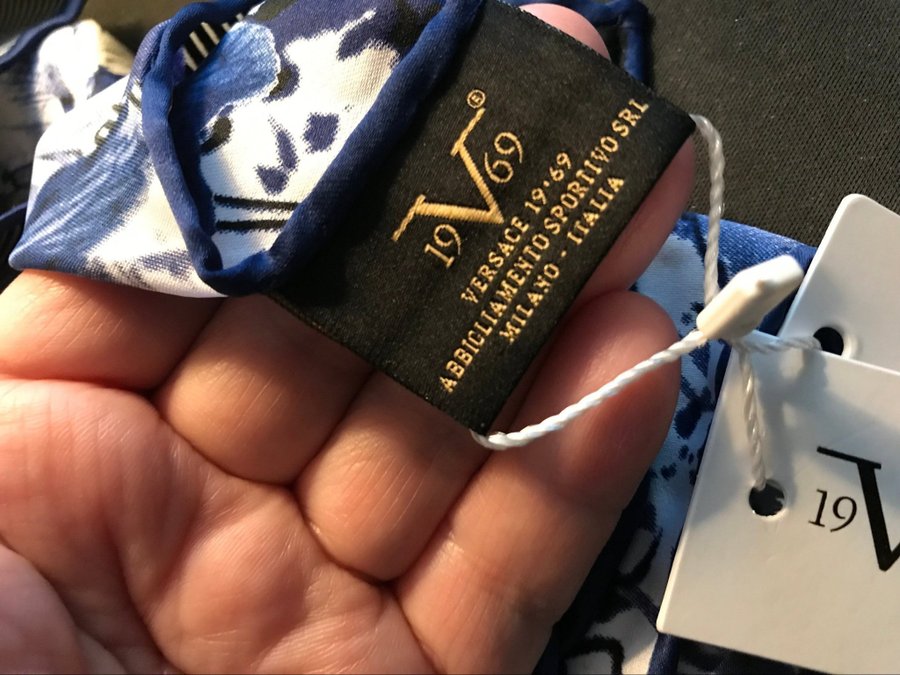 ®
19V69
VERSACE 19•69
ABBIGLIAMENTO SPORTIVO SRL
MILANO - ITALIA
19V